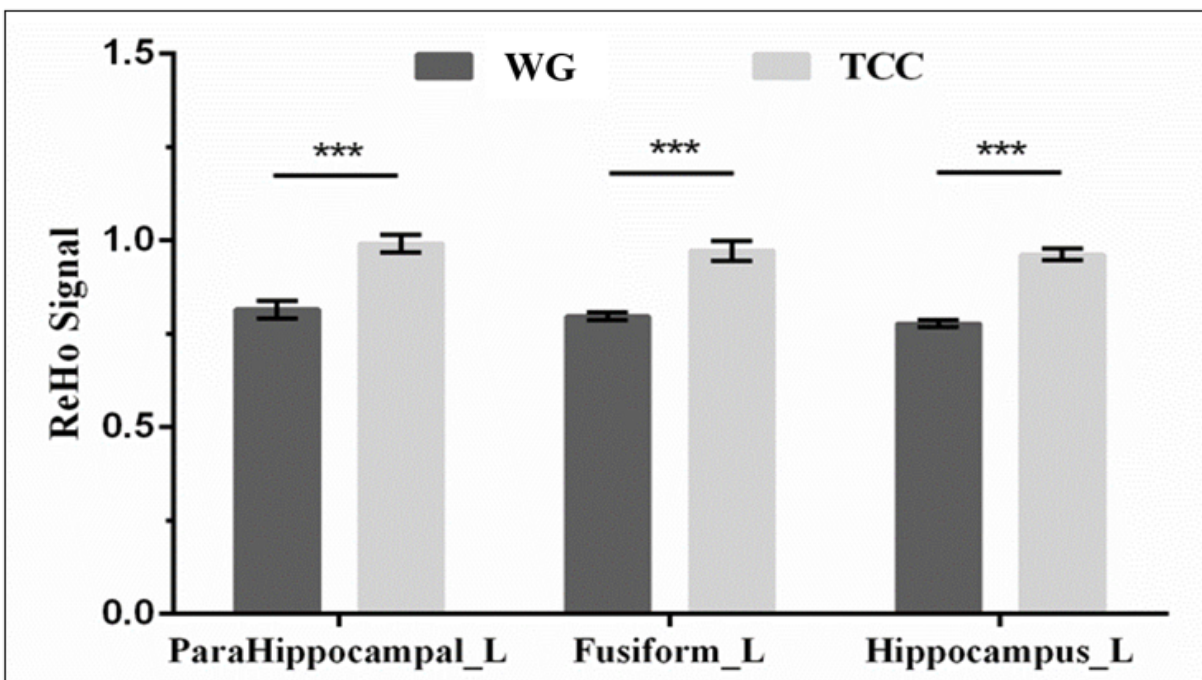 1.5
WG
TCC
***
***
***
1.0
ReHo Signal
0.5
0.0
ParaHippocampal_L
Fusiform_L
Hippocampus_L